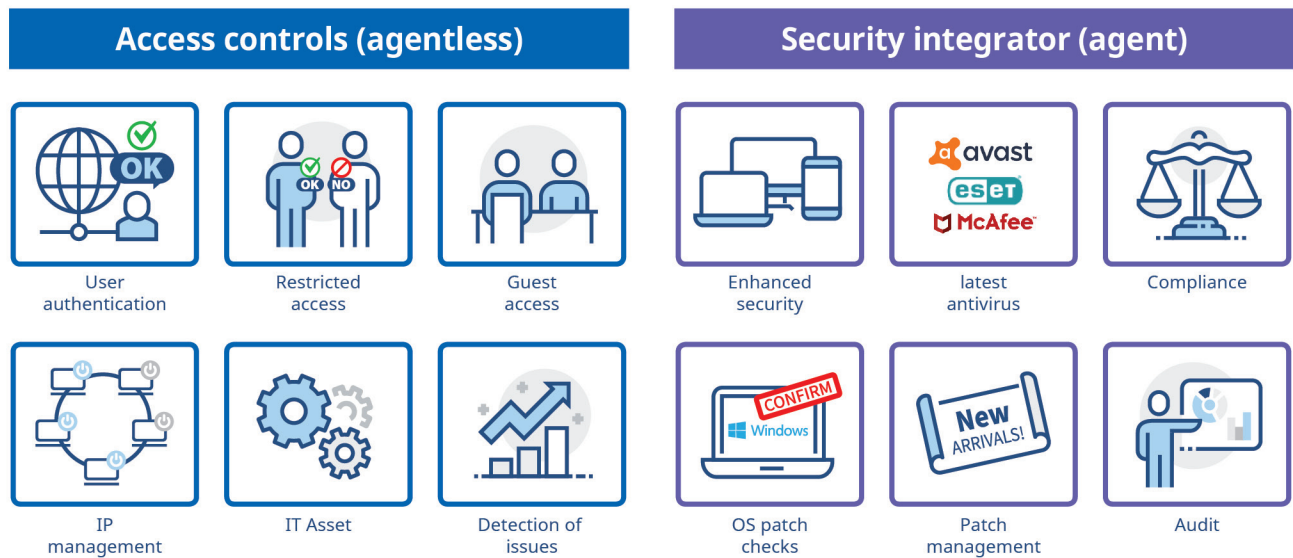 Access controls (agentless)
Security integrator (agent)
OK
User
authentication
OK NO
Restricted
access
Guest
access
Enhanced
security
avast
eseT
McAfee
latest
antivirus
Compliance
IP
management
IT Asset
Detection of
issues
CONFIRM
Windows
OS patch
checks
New
ARRIVALS!
Patch
management
Audit